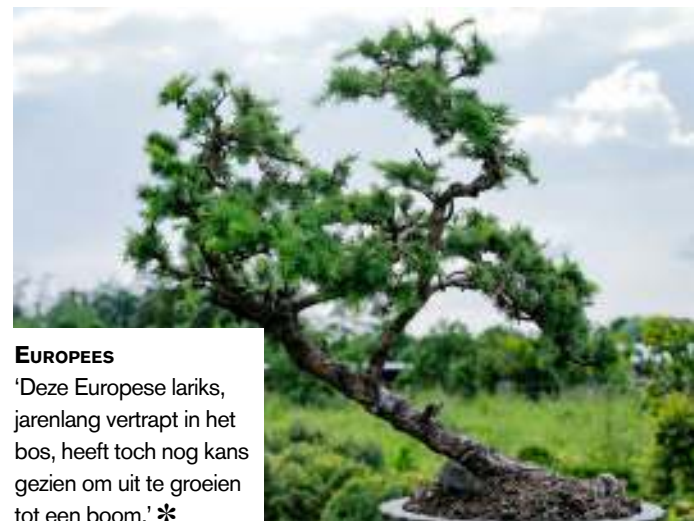 EUROPEES
‘Deze Europese lariks,
jarenlang vertrapt in het
bos, heeft toch nog kans
gezien om uit te groeien
tot een boom.’ ✻